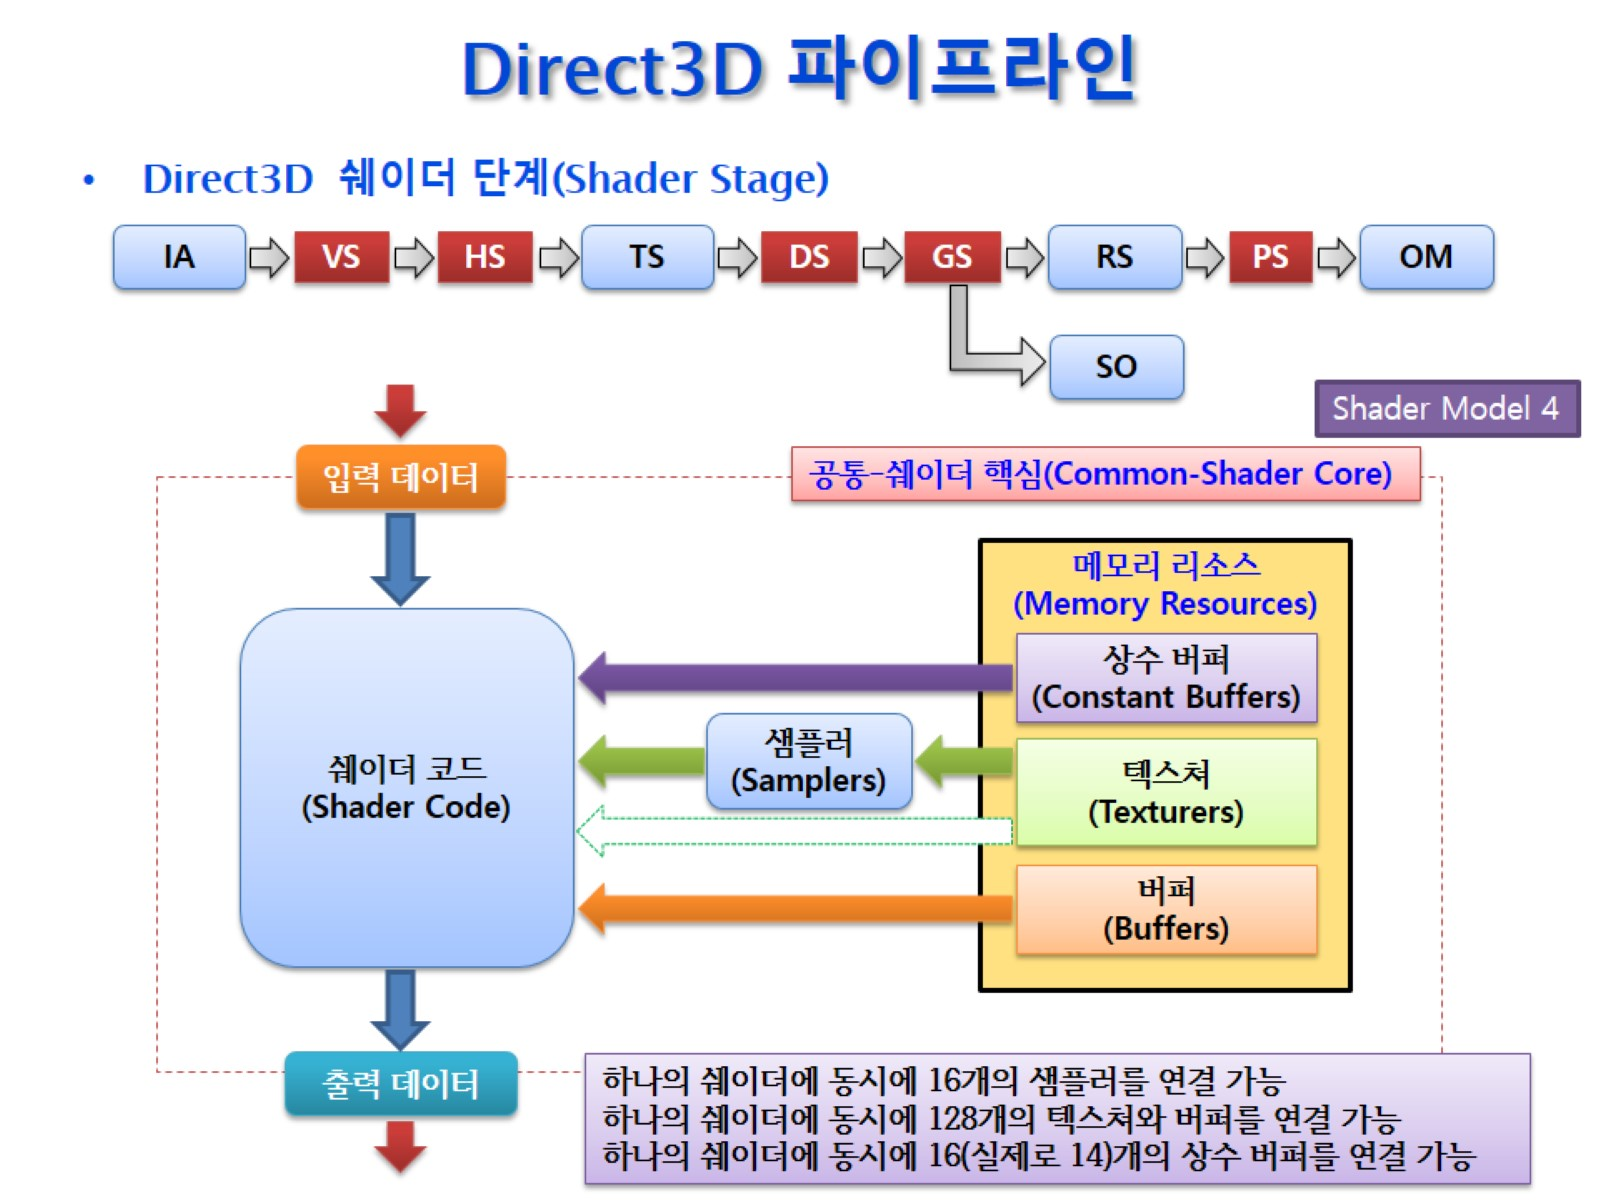 Direct3D 파이프라인
• Direct3D 쉐이더 단계(Shader Stage)
IA
VS
HS
TS
DS
GS
RS
PS
OM
SO
Shader Model 4
입력 데이터
공통-쉐이더 핵심(Common-Shader Core)
메모리 리소스
(Memory Resources)
상수 버퍼
(Constant Buffers)
샘플러
(Samplers)
텍스쳐
(Texturers)
쉐이더 코드
(Shader Code)
버퍼
(Buffers)
출력 데이터
하나의 쉐이더에 동시에 16개의 샘플러를 연결 가능
하나의 쉐이더에 동시에 128개의 텍스쳐와 버퍼를 연결 가능
하나의 쉐이더에 동시에 16(실제로 14)개의 상수 버퍼를 연결 가능